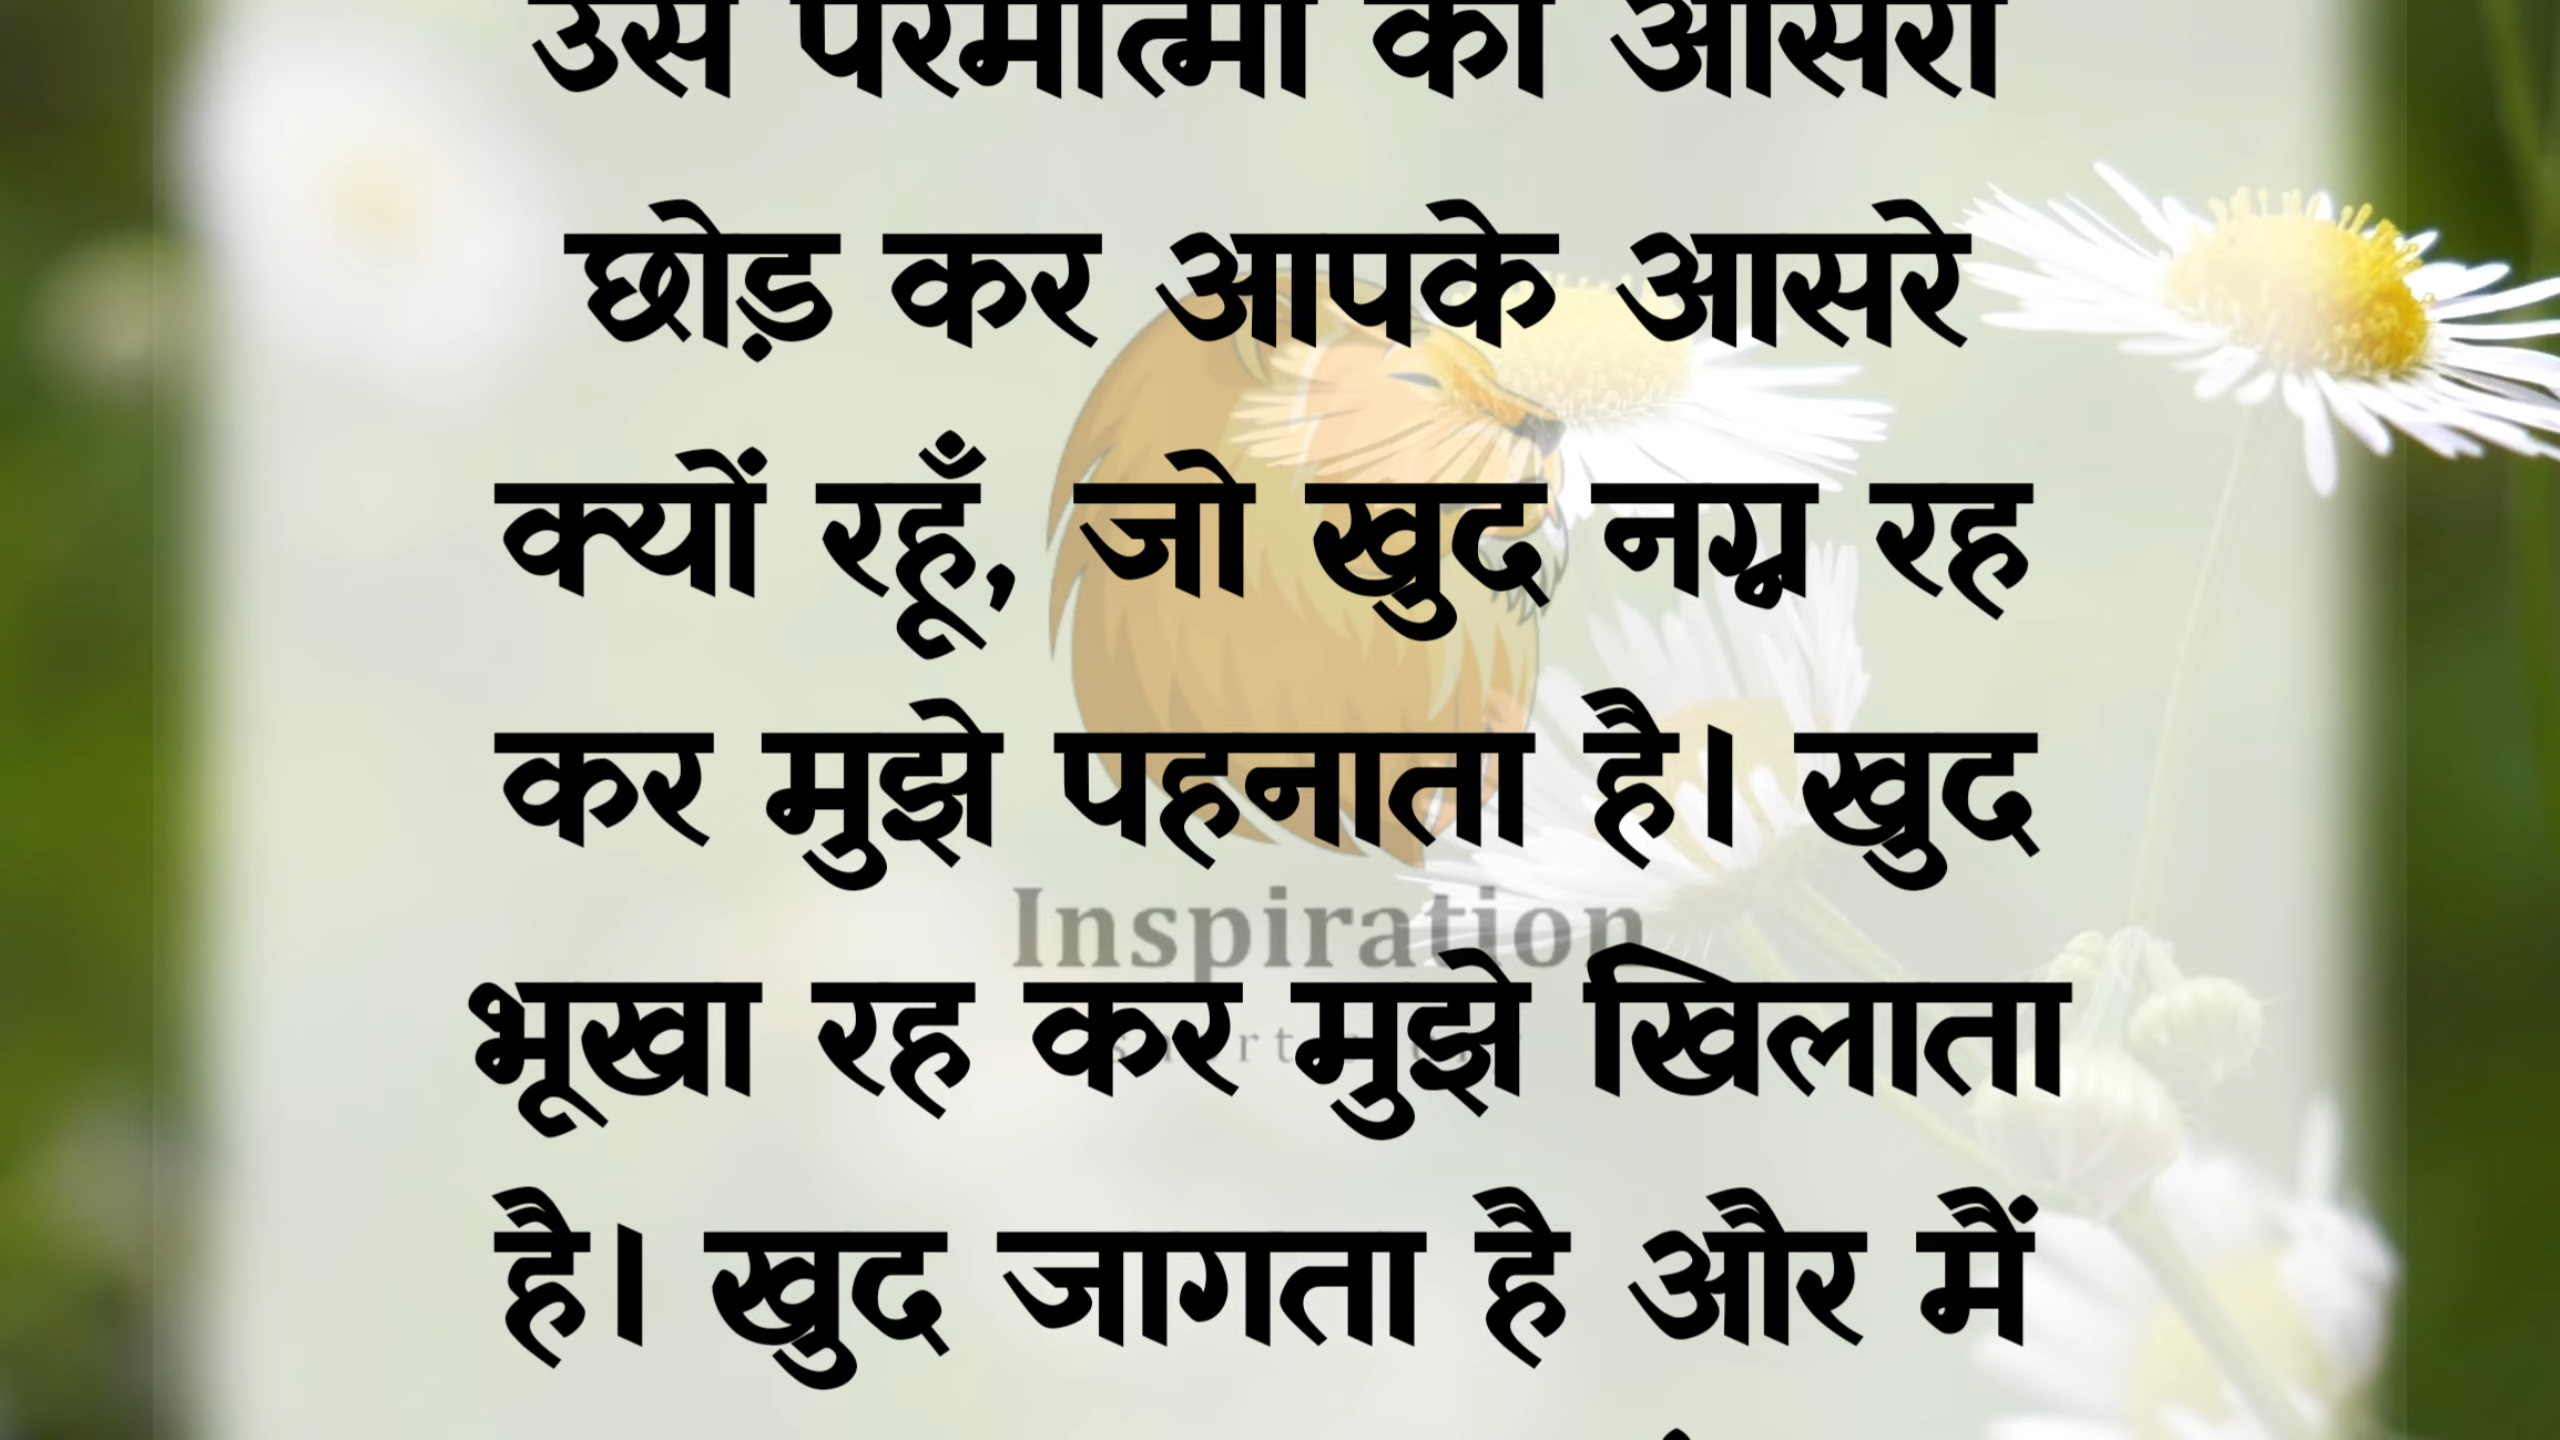 उस परमात्मा का आसरा
छोड़ कर आपके आसरे
क्यों रहूँ, जो खुद नग्न रह
कर मुझे पहनाता है। खुद
Inspiration
भूखा रह कर मुझे खिलाता
है। खुद जागता है और मैं